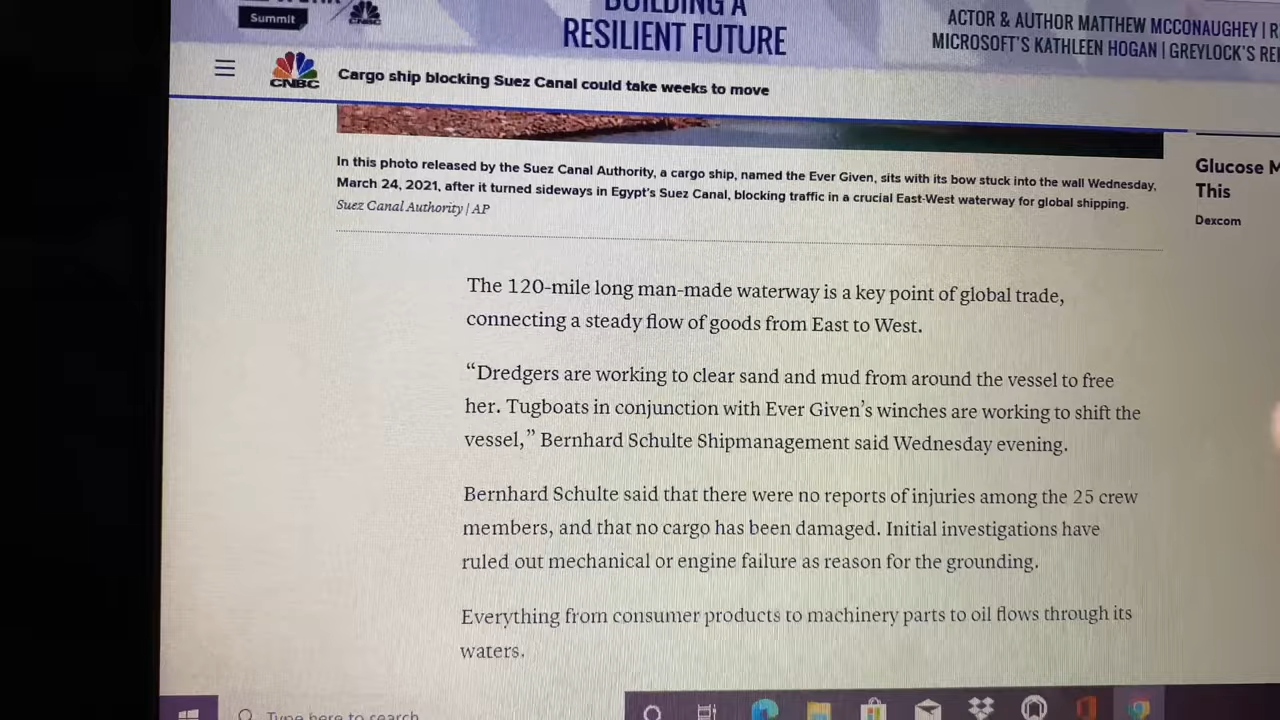 Summit
CNBC
BUILDING A
RESILIENT FUTURE
ACTOR & AUTHOR MATTHEW MCCONAUGHEY | R
MICROSOFT'S KATHLEEN HOGAN | GREYLOCK'S REI
CNBC
Cargo ship blocking Suez Canal could take weeks to move
In this photo released by the Suez Canal Authority, a cargo ship, named the Ever Given, sits with its bow stuck into the wall Wednesday,
March 24, 2021, after it turned sideways in Egypt's Suez Canal, blocking traffic in a crucial East-West waterway for global shipping.
Suez Canal Authority | AP
Glucose M
This
Dexcom
The 120-mile long man-made waterway is a key point of global trade,
connecting a steady flow of goods from East to West.
“Dredgers are working to clear sand and mud from around the vessel to free
her. Tugboats in conjunction with Ever Given’s winches are working to shift the
vessel,” Bernhard Schulte Shipmanagement said Wednesday evening.
Bernhard Schulte said that there were no reports of injuries among the 25 crew
members, and that no cargo has been damaged. Initial investigations have
ruled out mechanical or engine failure as reason for the grounding.
Everything from consumer products to machinery parts to oil flows through its
waters.
Type here to search